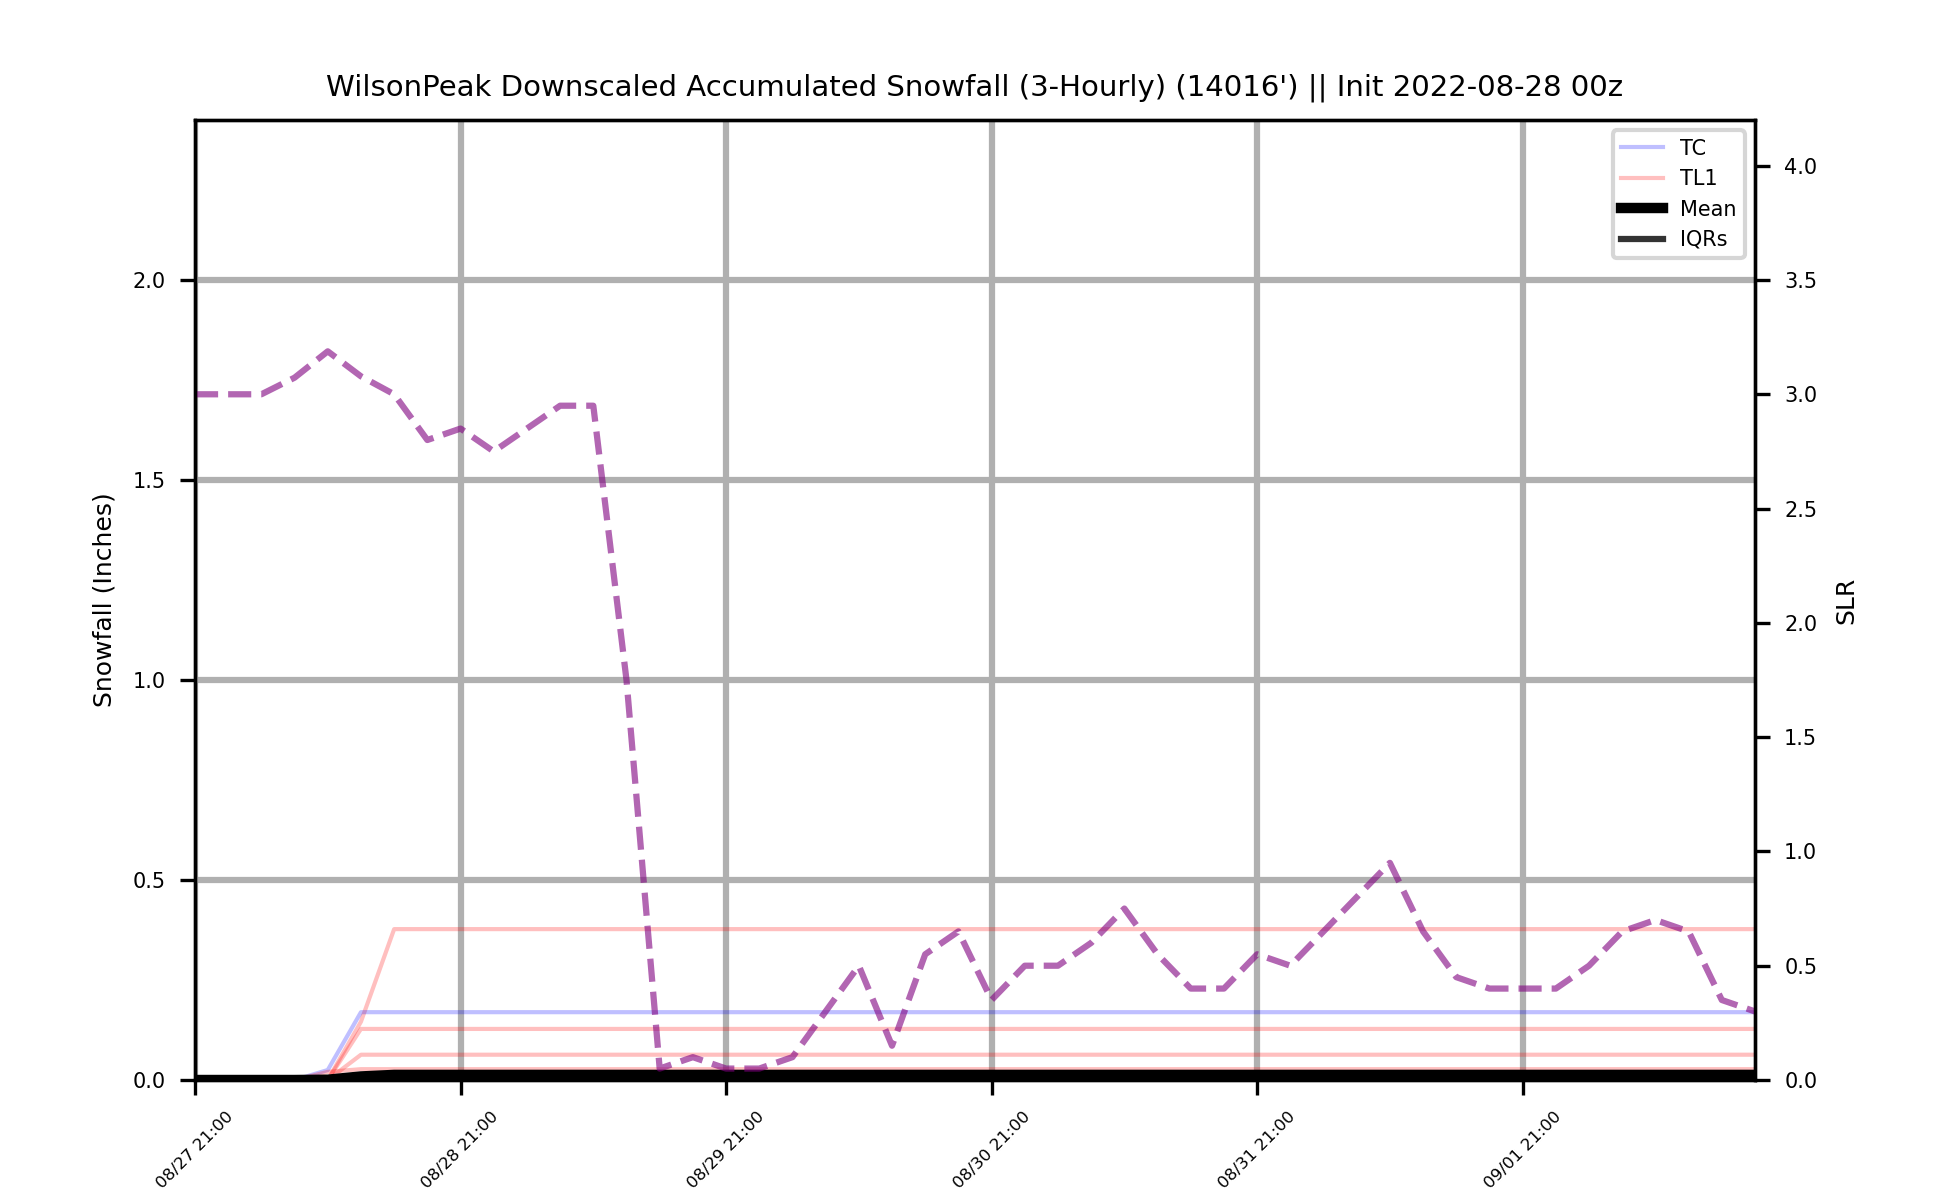 WilsonPeak Downscaled Accumulated Snowfall (3-Hourly) (14016') || Init 2022-08-28 00z
TC
TL1
Mean
IQRs
Snowfall (Inches)
2.0
1.5
1.0
0.5
0.0
4.0
3.5
3.0
2.5
2.0
1.5
1.0
0.5
0.0
SLR
08/27 21:00
08/28 21:00
08/29 21:00
08/30 21:00
08/31 21:00
09/01 21:00